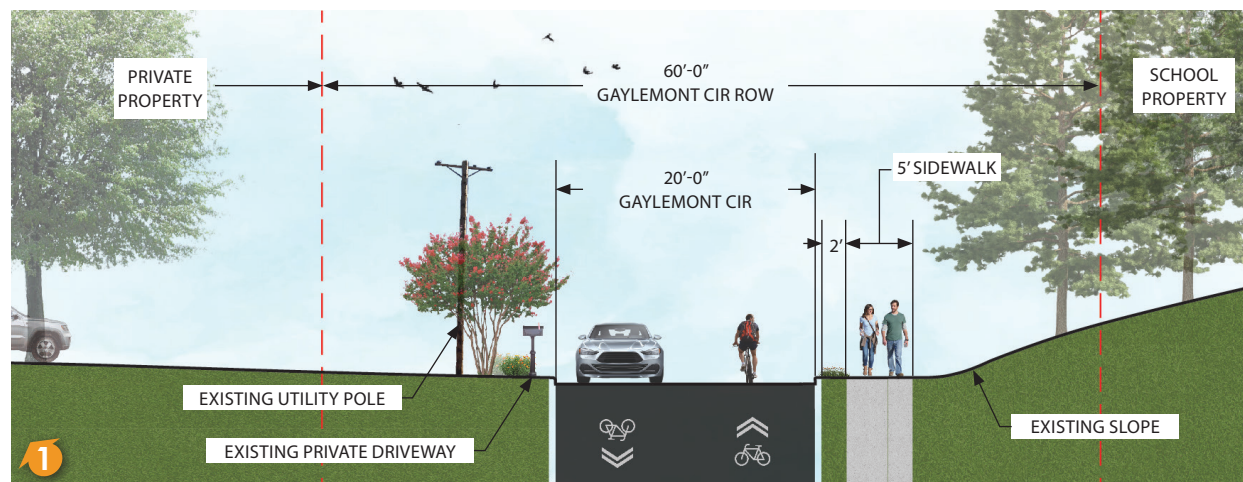 PRIVATE
PROPERTY
60'-0"
GAYLEMONT CIR ROW
SCHOOL
PROPERTY
20'-0"
GAYLEMONT CIR
5' SIDEWALK
2'
EXISTING UTILITY POLE
EXISTING PRIVATE DRIVEWAY
EXISTING SLOPE
1